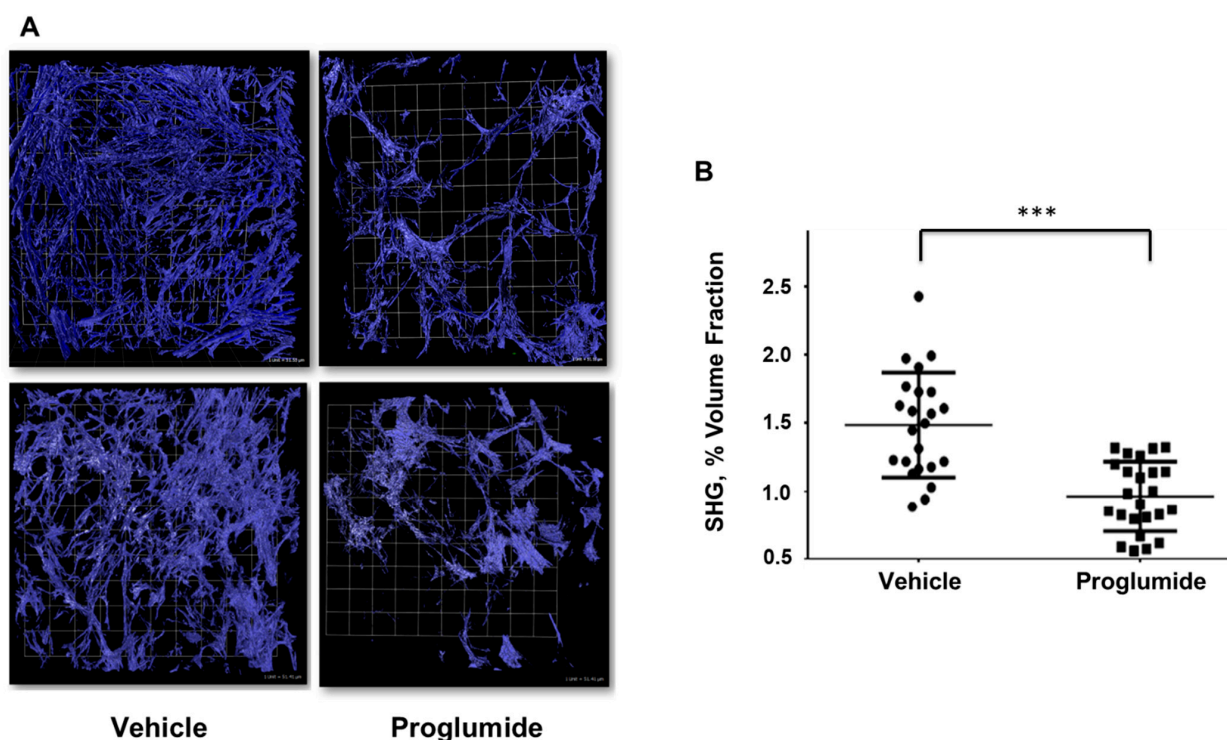 A
B
***
SHG, % Volume Fraction
2.5
2.0
1.5
1.0
0.5
Vehicle
Proglumide
Vehicle
Proglumide